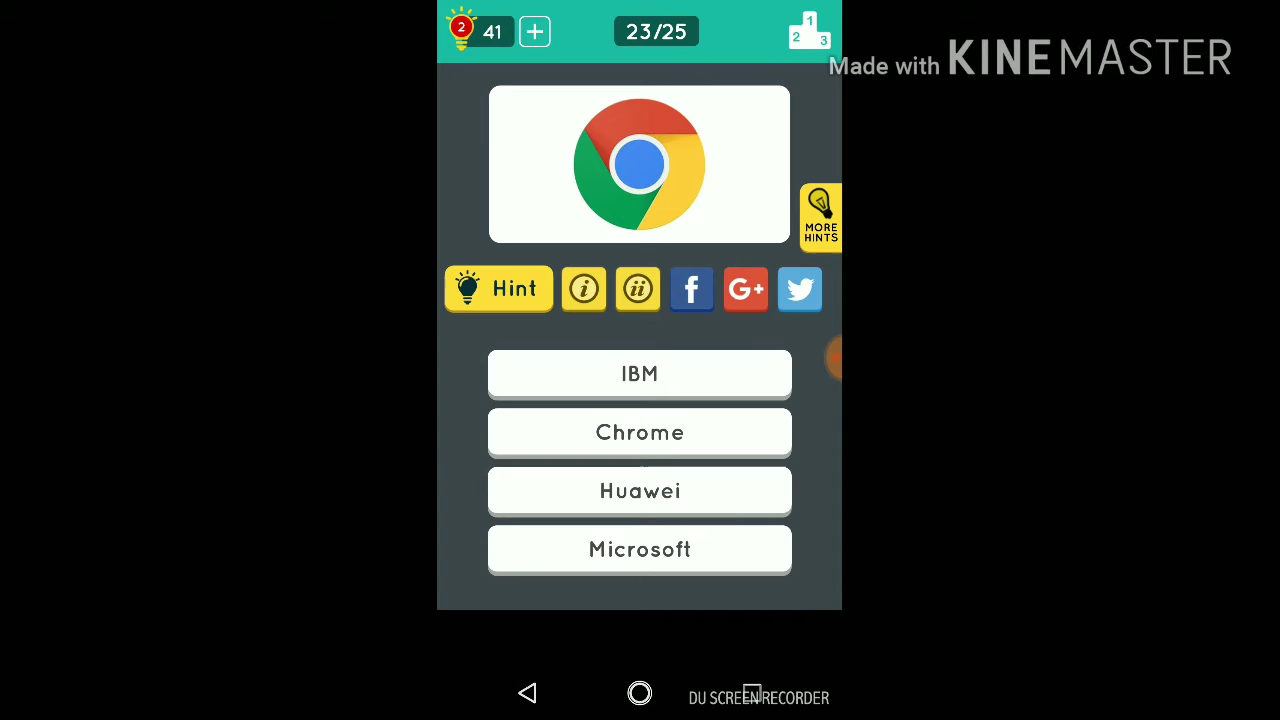 2 41 + 23/25 1 2 3
Made with KINEMASTER
MORE
HINTS
Hint i ii f G+
IBM
Chrome
Huawei
Microsoft
DU SCREEN RECORDER